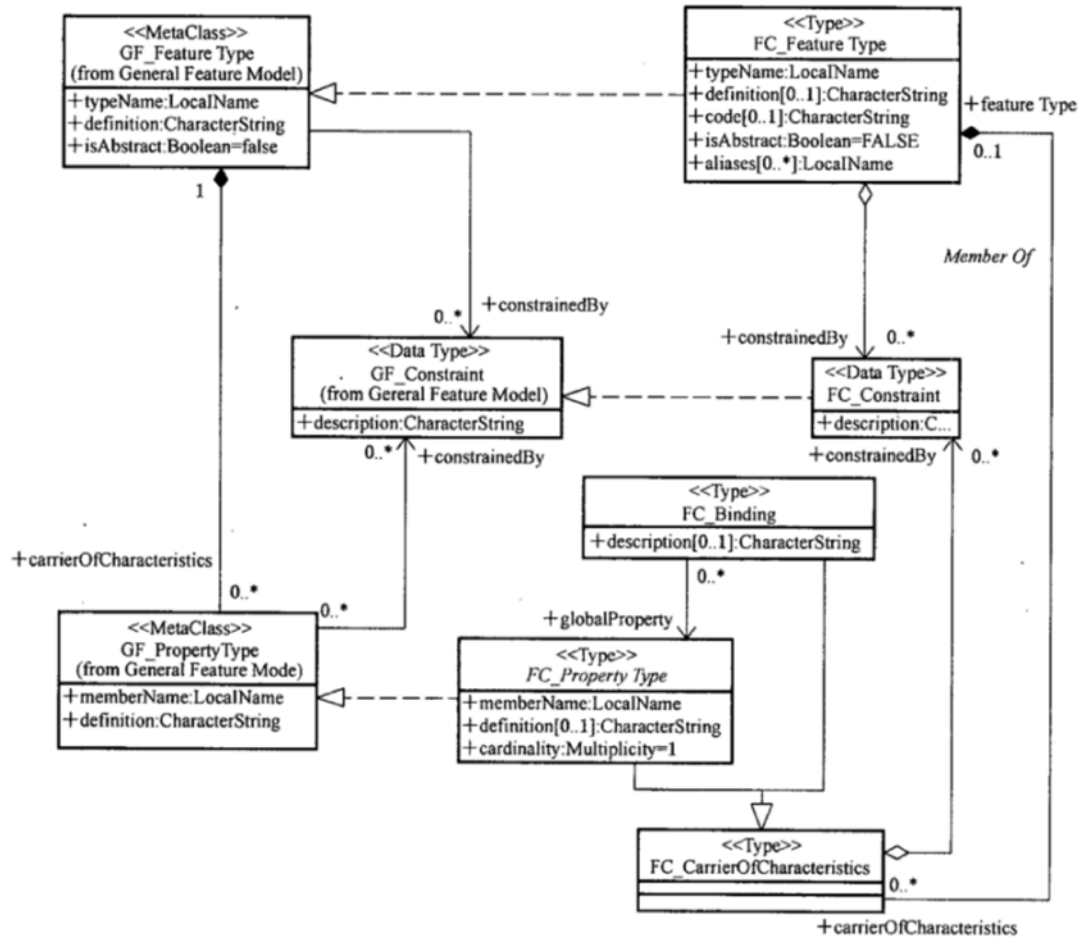 <<MetaClass>>
GF_Feature Type
(from General Feature Model)
+typeName:LocalName
+definition:CharacterString
+isAbstract:Boolean=false
<<Type>>
FC_Feature Type
+typeName:LocalName
+definition[0..1]:CharacterString
+code[0..1]:CharacterString
+isAbstract:Boolean=FALSE
+aliases[0..*]:LocalName
+feature Type
0..1
1
Member Of
+constrainedBy
0..*
+constrainedBy
0..*
<<Data Type>>
GF_Constraint
(from Gereral Feature Model)
+description:CharacterString
<<Data Type>>
FC_Constraint
+description:C...
0..*
+constrainedBy
+constrainedBy
0..*
<<Type>>
FC_Binding
+description[0..1]:CharacterString
+carrierOfCharacteristics
0..*
0..*
0..*
+globalProperty
<<MetaClass>>
GF_PropertyType
(from General Feature Mode)
+memberName:LocalName
+definition:CharacterString
<<Type>>
FC_Property Type
+memberName:LocalName
+definition[0..1]:CharacterString
+cardinality:Multiplicity=1
<<Type>>
FC_CarrierOfCharacteristics
0..*
+carrierOfCharacteristics